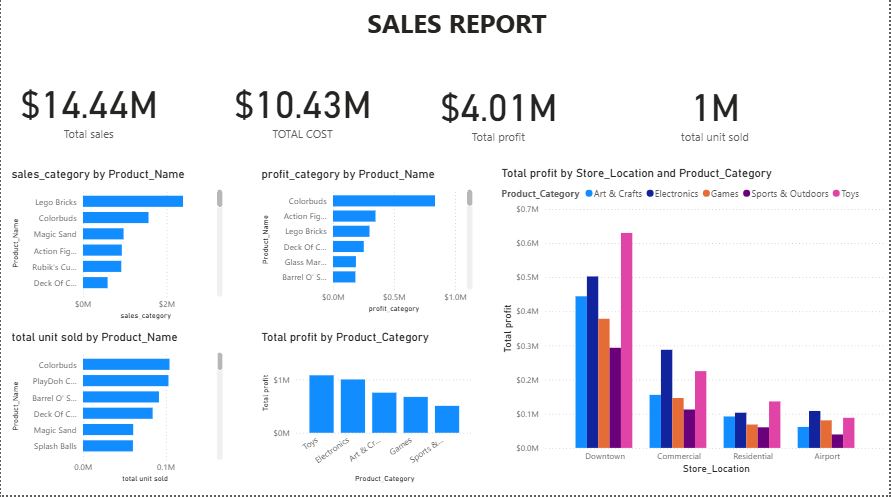 SALES REPORT
$14.44M
Total sales
$10.43M
TOTAL COST
$4.01M
Total profit
1M
total unit sold
sales_category by Product_Name
Product_Name
Lego Bricks
Colorbuds
Magic Sand
Action Fig...
Rubik's Cu...
Deck Of C...
$0M $2M
sales_category
profit_category by Product_Name
Product_Name
Colorbuds
Action Fig...
Lego Bricks
Deck Of C...
Glass Mar...
Barrel O' S...
$0.0M $0.5M $1.0M
profit_category
Total profit by Store_Location and Product_Category
Product_Category Art & Crafts Electronics Games Sports & Outdoors Toys
Total profit
$0.7M
$0.6M
$0.5M
$0.4M
$0.3M
$0.2M
$0.1M
$0.0M
Downtown Commercial Residential Airport
Store_Location
total unit sold by Product_Name
Product_Name
Colorbuds
PlayDoh C...
Barrel O' S...
Deck Of C...
Magic Sand
Splash Balls
0.0M 0.1M
total unit sold
Total profit by Product_Category
Total profit
$1M
$0M
Toys Electronics Art & Cr... Games Sports &...
Product_Category